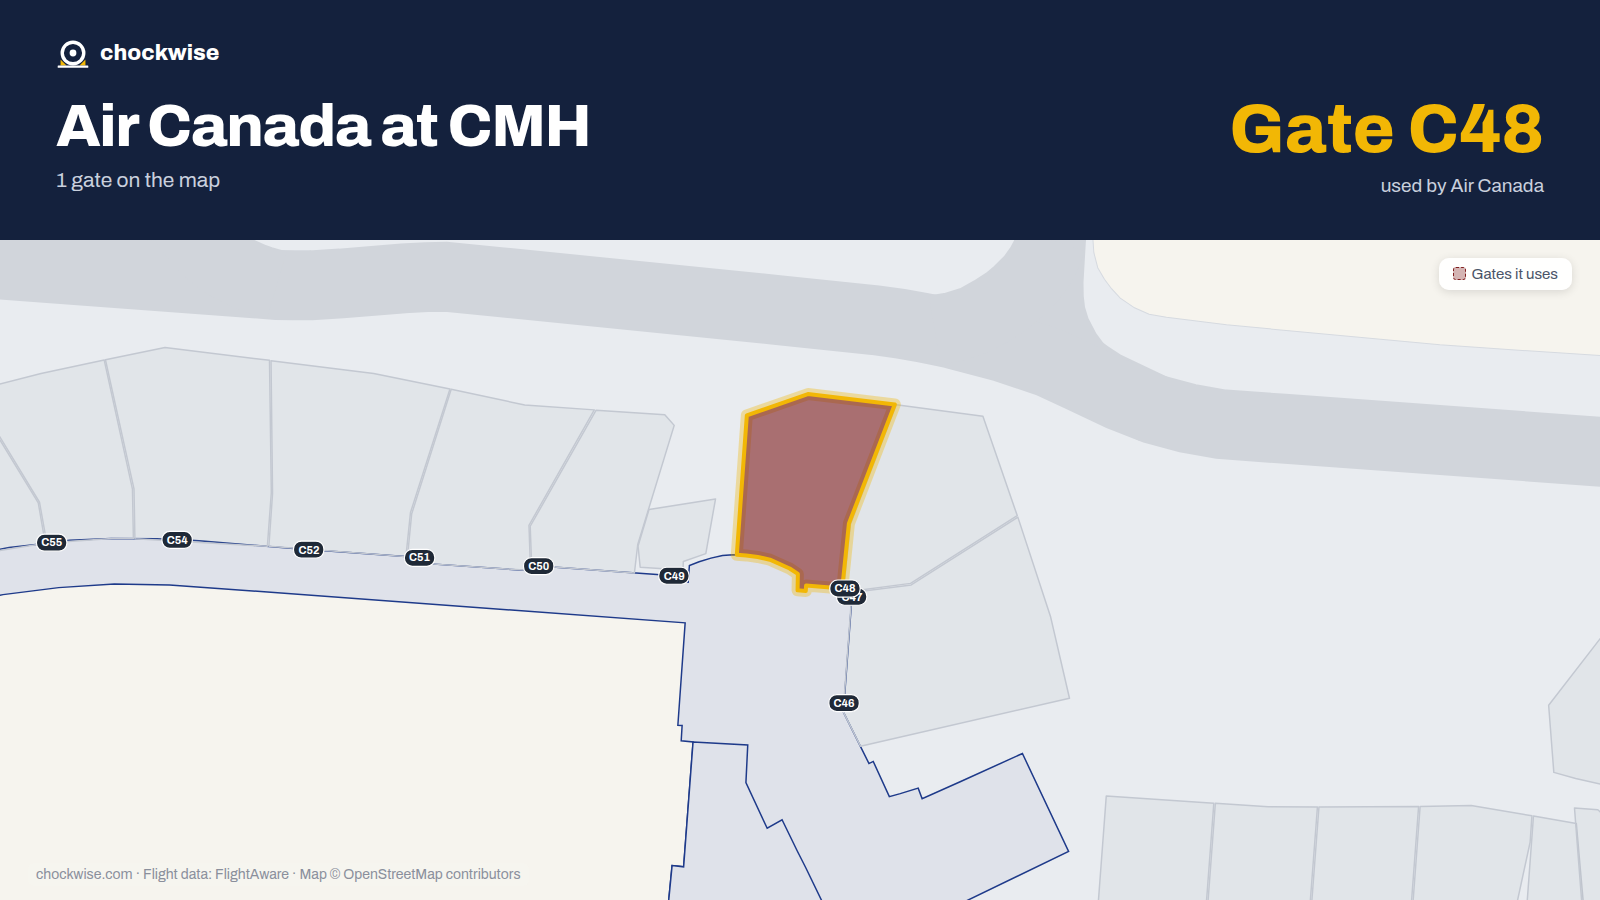 chockwise
Air Canada at CMH
1 gate on the map
Gate C48
used by Air Canada
Gates it uses
C55
C54
C52
C51
C50
C49
C48
C47
C46
chockwise.com · Flight data: FlightAware · Map © OpenStreetMap contributors